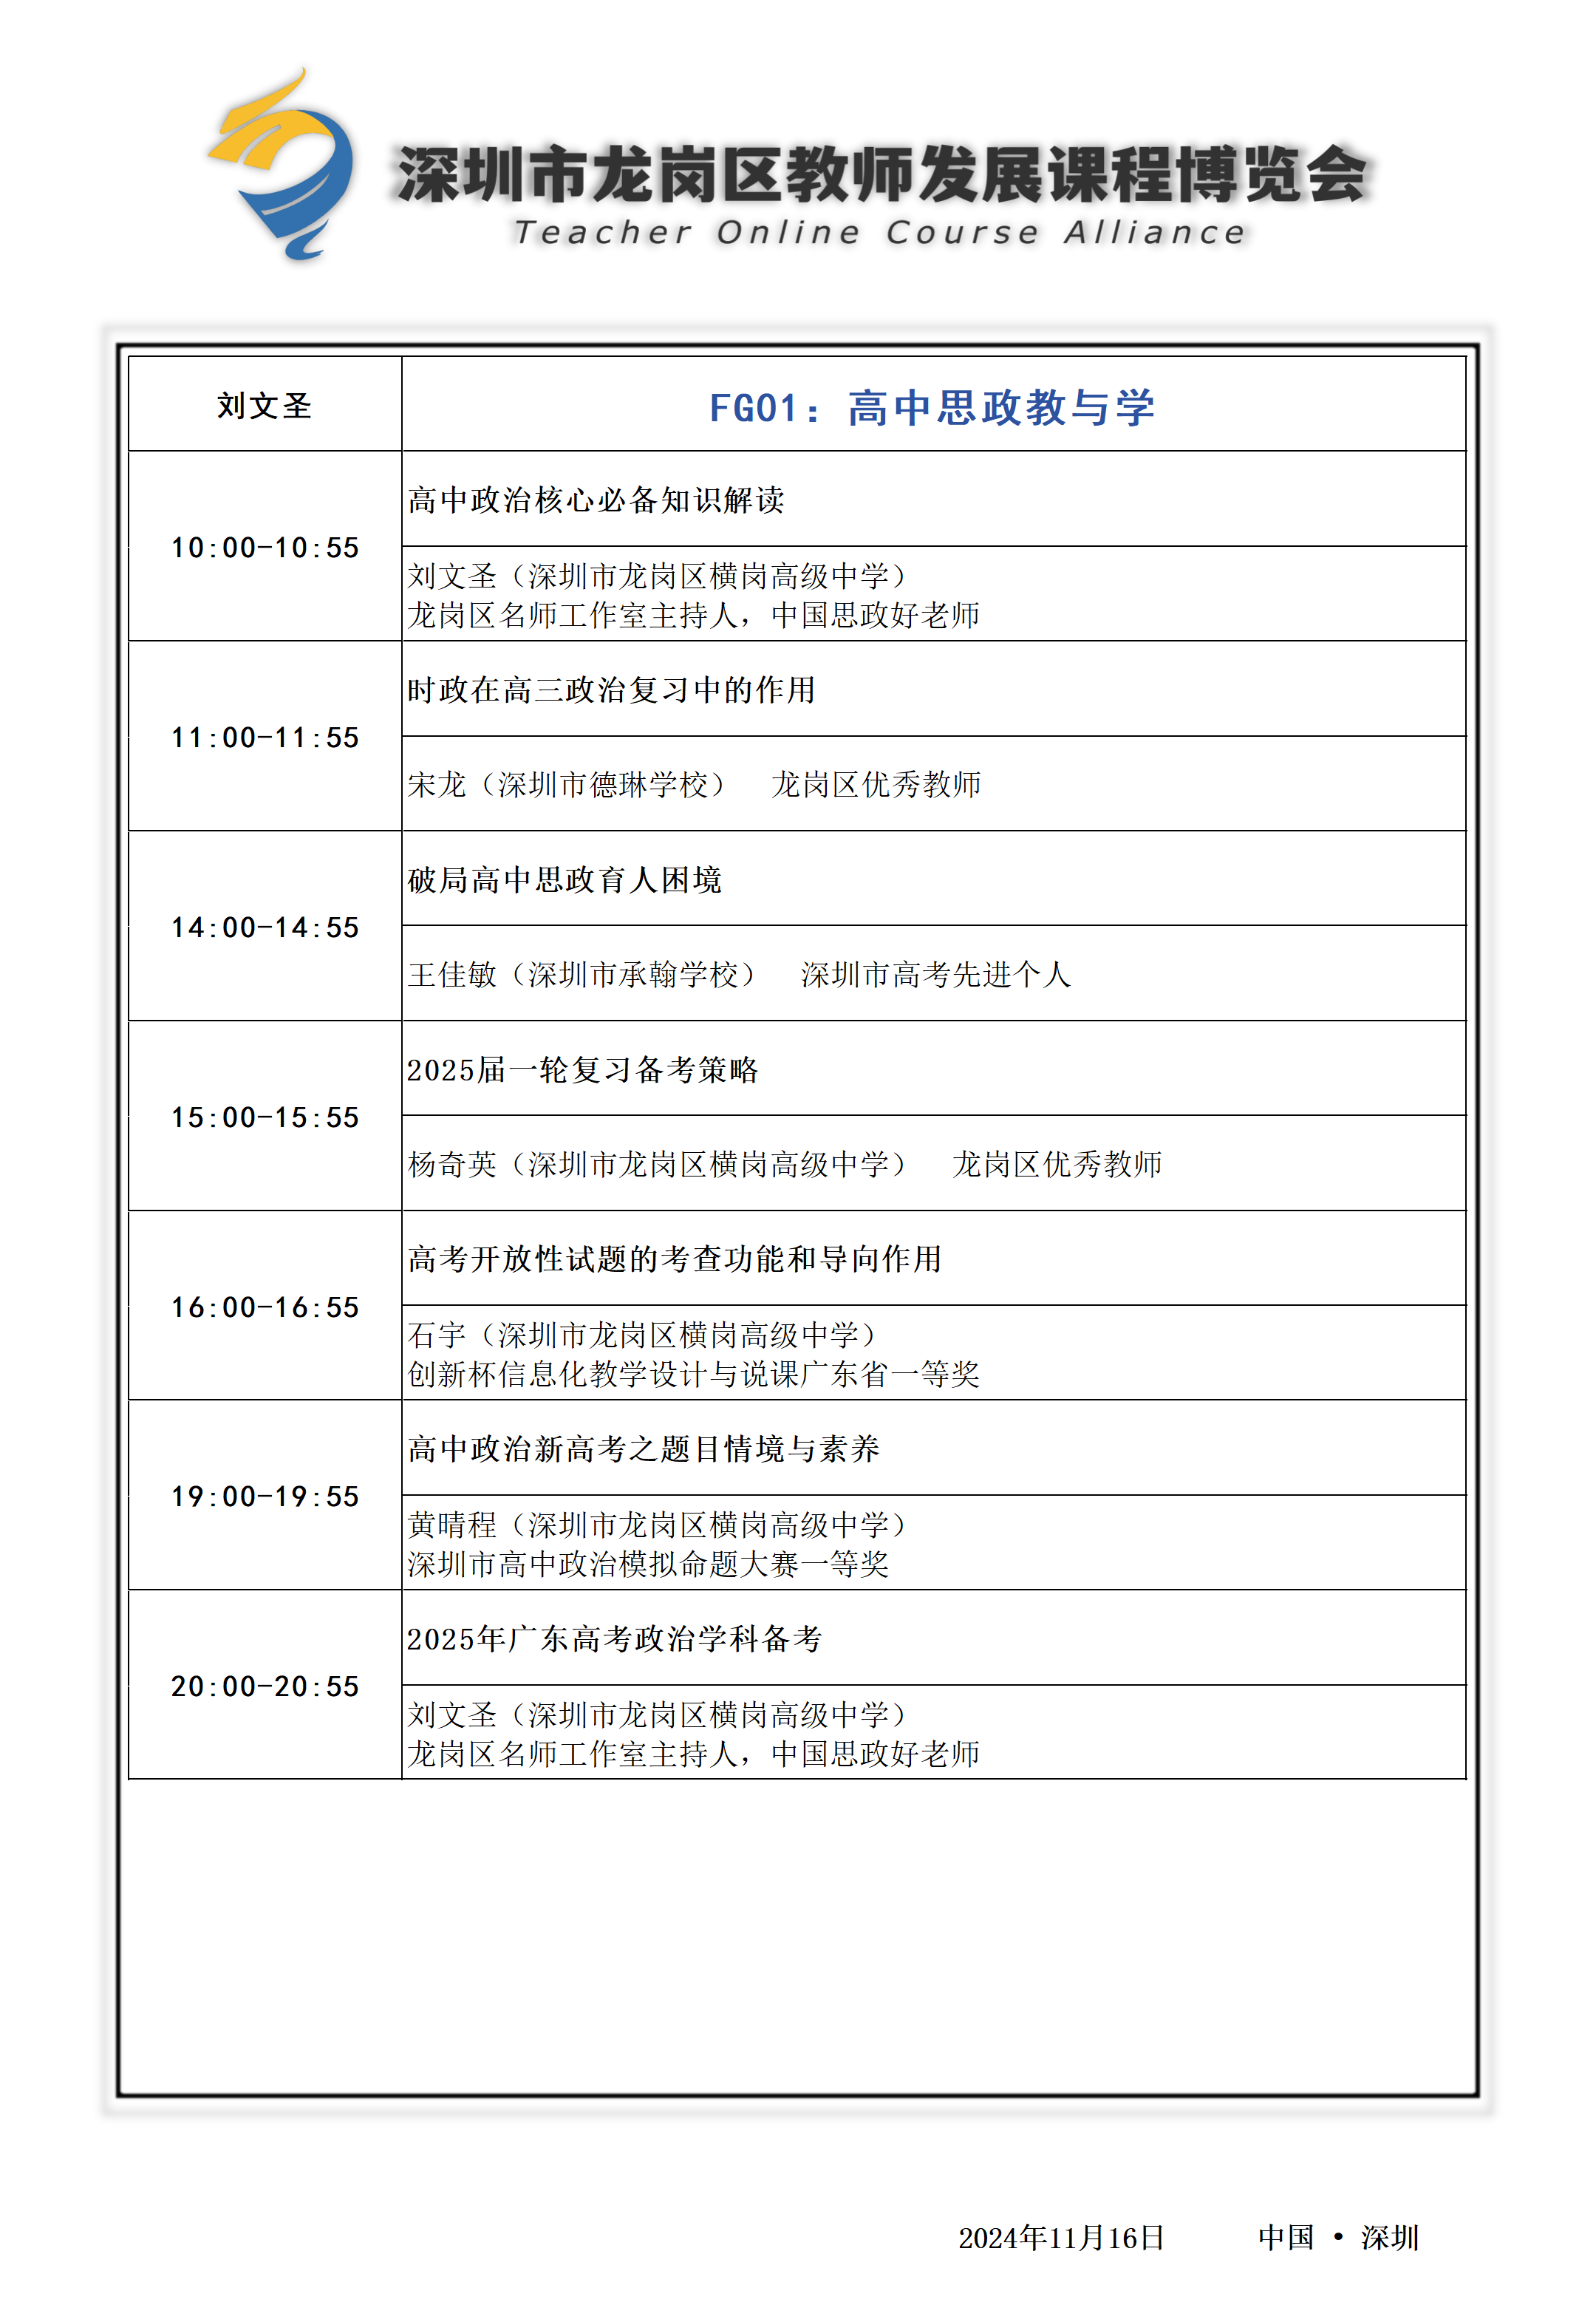 深圳市龙岗区教师发展课程博览会
Teacher Online Course Alliance
刘文圣
FG01：高中思政教与学
10:00-10:55
高中政治核心必备知识解读
刘文圣（深圳市龙岗区横岗高级中学）
龙岗区名师工作室主持人，中国思政好老师
11:00-11:55
时政在高三政治复习中的作用
宋龙（深圳市德琳学校） 龙岗区优秀教师
14:00-14:55
破局高中思政育人困境
王佳敏（深圳市承翰学校） 深圳市高考先进个人
15:00-15:55
2025届一轮复习备考策略
杨奇英（深圳市龙岗区横岗高级中学） 龙岗区优秀教师
16:00-16:55
高考开放性试题的考查功能和导向作用
石宇（深圳市龙岗区横岗高级中学）
创新杯信息化教学设计与说课广东省一等奖
19:00-19:55
高中政治新高考之题目情境与素养
黄晴程（深圳市龙岗区横岗高级中学）
深圳市高中政治模拟命题大赛一等奖
20:00-20:55
2025年广东高考政治学科备考
刘文圣（深圳市龙岗区横岗高级中学）
龙岗区名师工作室主持人，中国思政好老师
2024年11月16日 中国 • 深圳